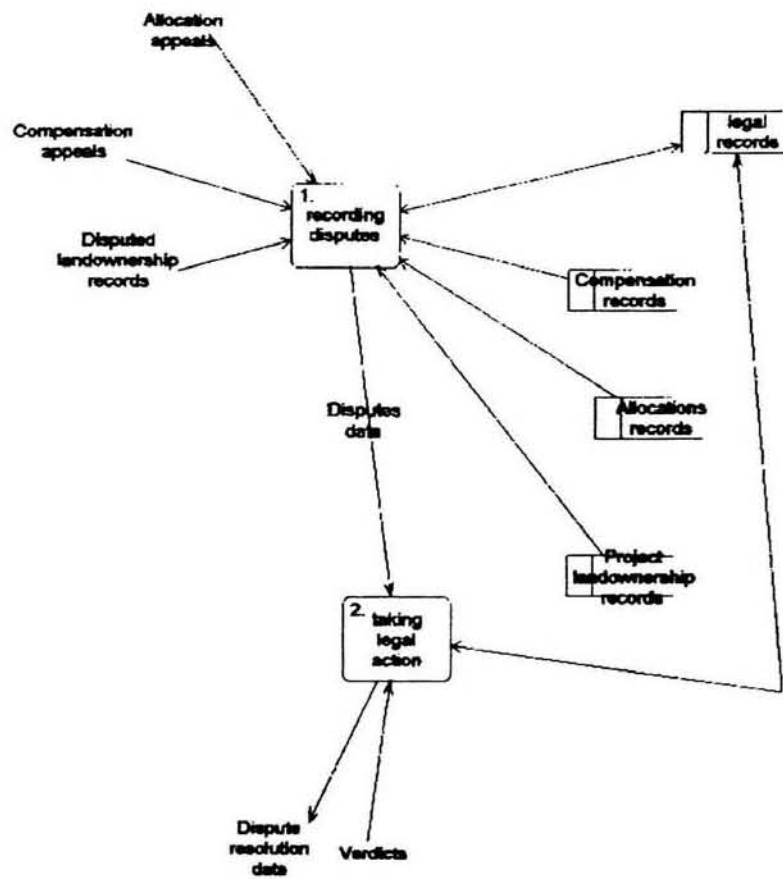 Allocation
appeals
Compensation
appeals
legal
records
1.
recording
disputes
Disputed
landownership
records
Compensation
records
Disputes
data
Allocations
records
Project
landownership
records
2.
taking
legal
action
Dispute
resolution
data
Verdicts